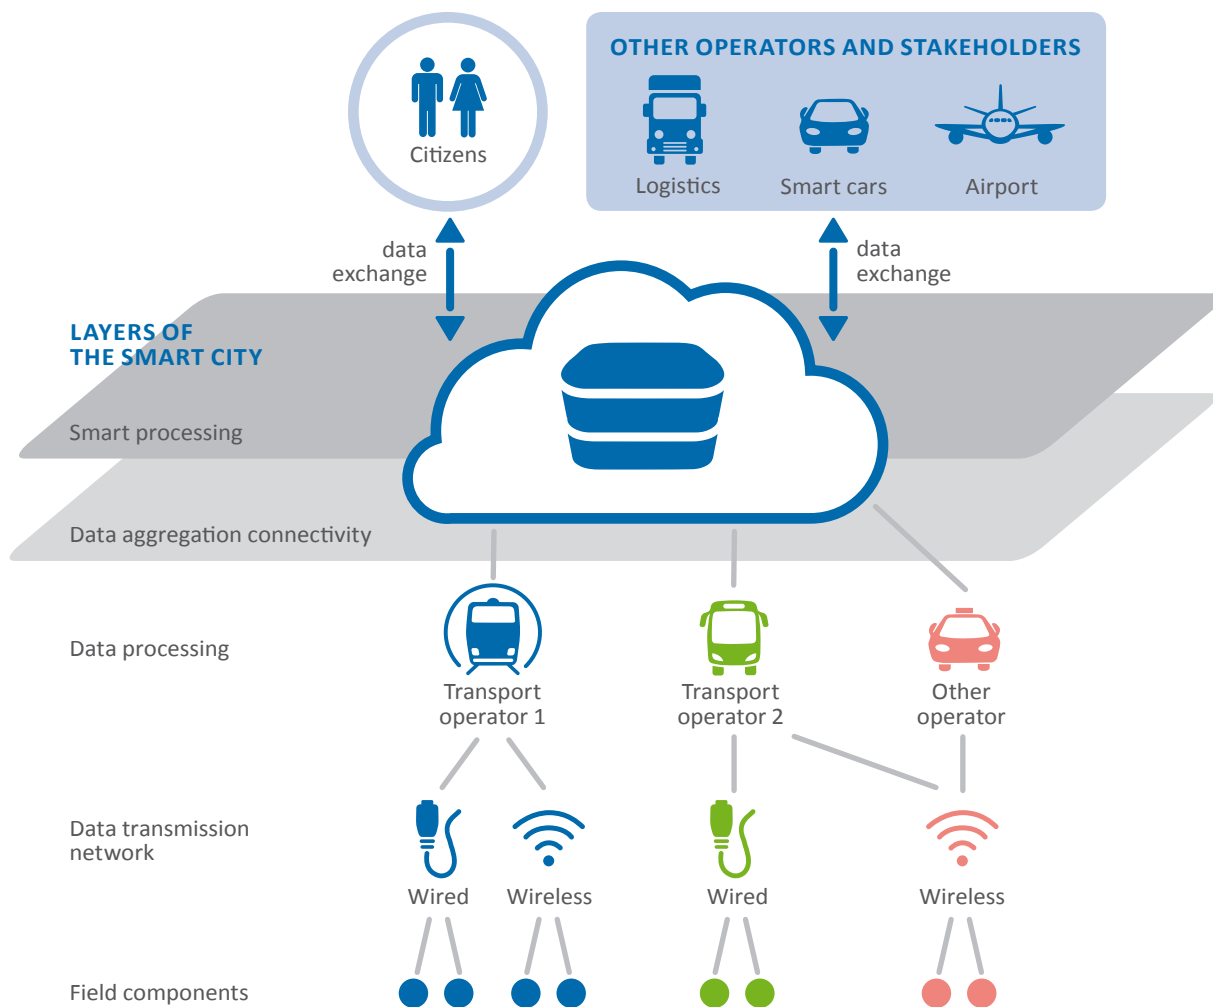 OTHER OPERATORS AND STAKEHOLDERS
Citizens
Logistics
Smart cars
Airport
data
exchange
data
exchange
LAYERS OF
THE SMART CITY
Smart processing
Data aggregation connectivity
Data processing
Transport
operator 1
Transport
operator 2
Other
operator
Data transmission
network
Wired
Wireless
Wired
Wireless
Field components